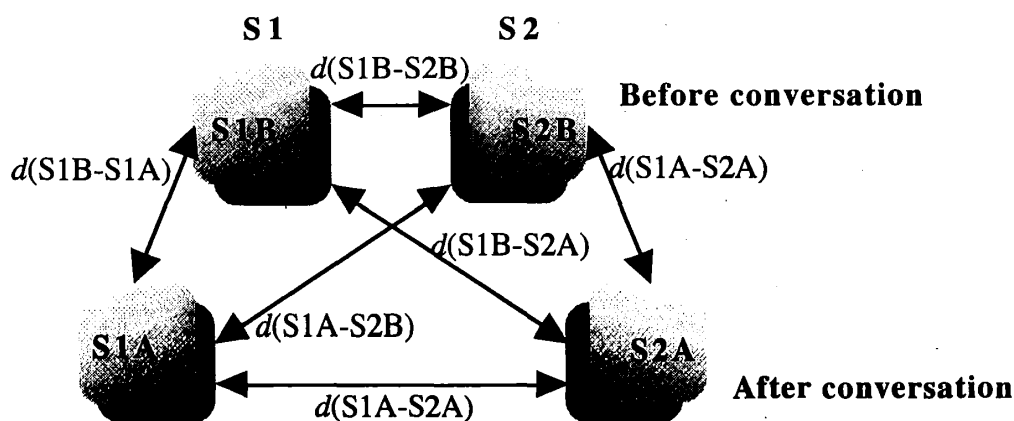 S1 S2
d(S1B-S2B)
Before conversation
S1B S2B
d(S1B-S1A) d(S1A-S2A)
d(S1B-S2A)
d(S1A-S2B)
S1A S2A
After conversation
d(S1A-S2A)